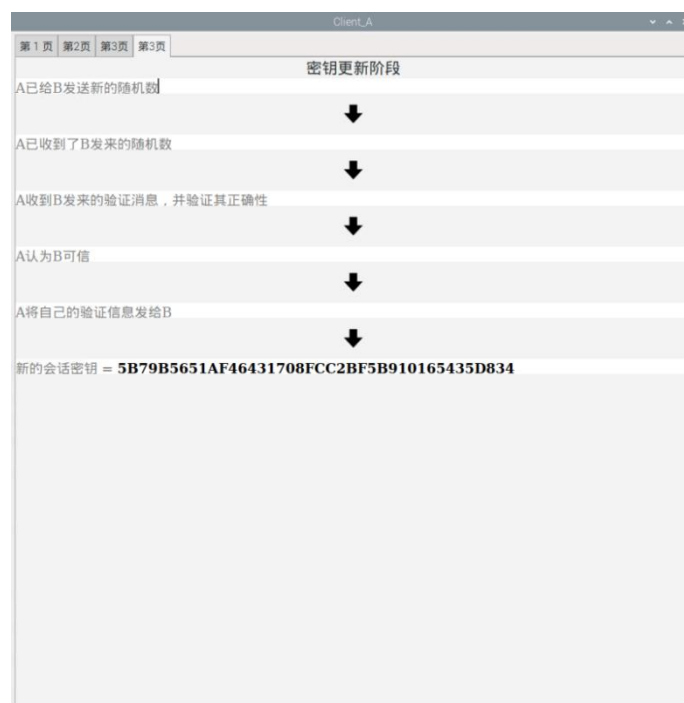 Client_A
第 1 页 第2页 第3页 第3页
密钥更新阶段
A已给B发送新的随机数
A已收到了B发来的随机数
A收到B发来的验证消息，并验证其正确性
A认为B可信
A将自己的验证信息发给B
新的会话密钥 = 5B79B5651AF46431708FCC2BF5B910165435D834